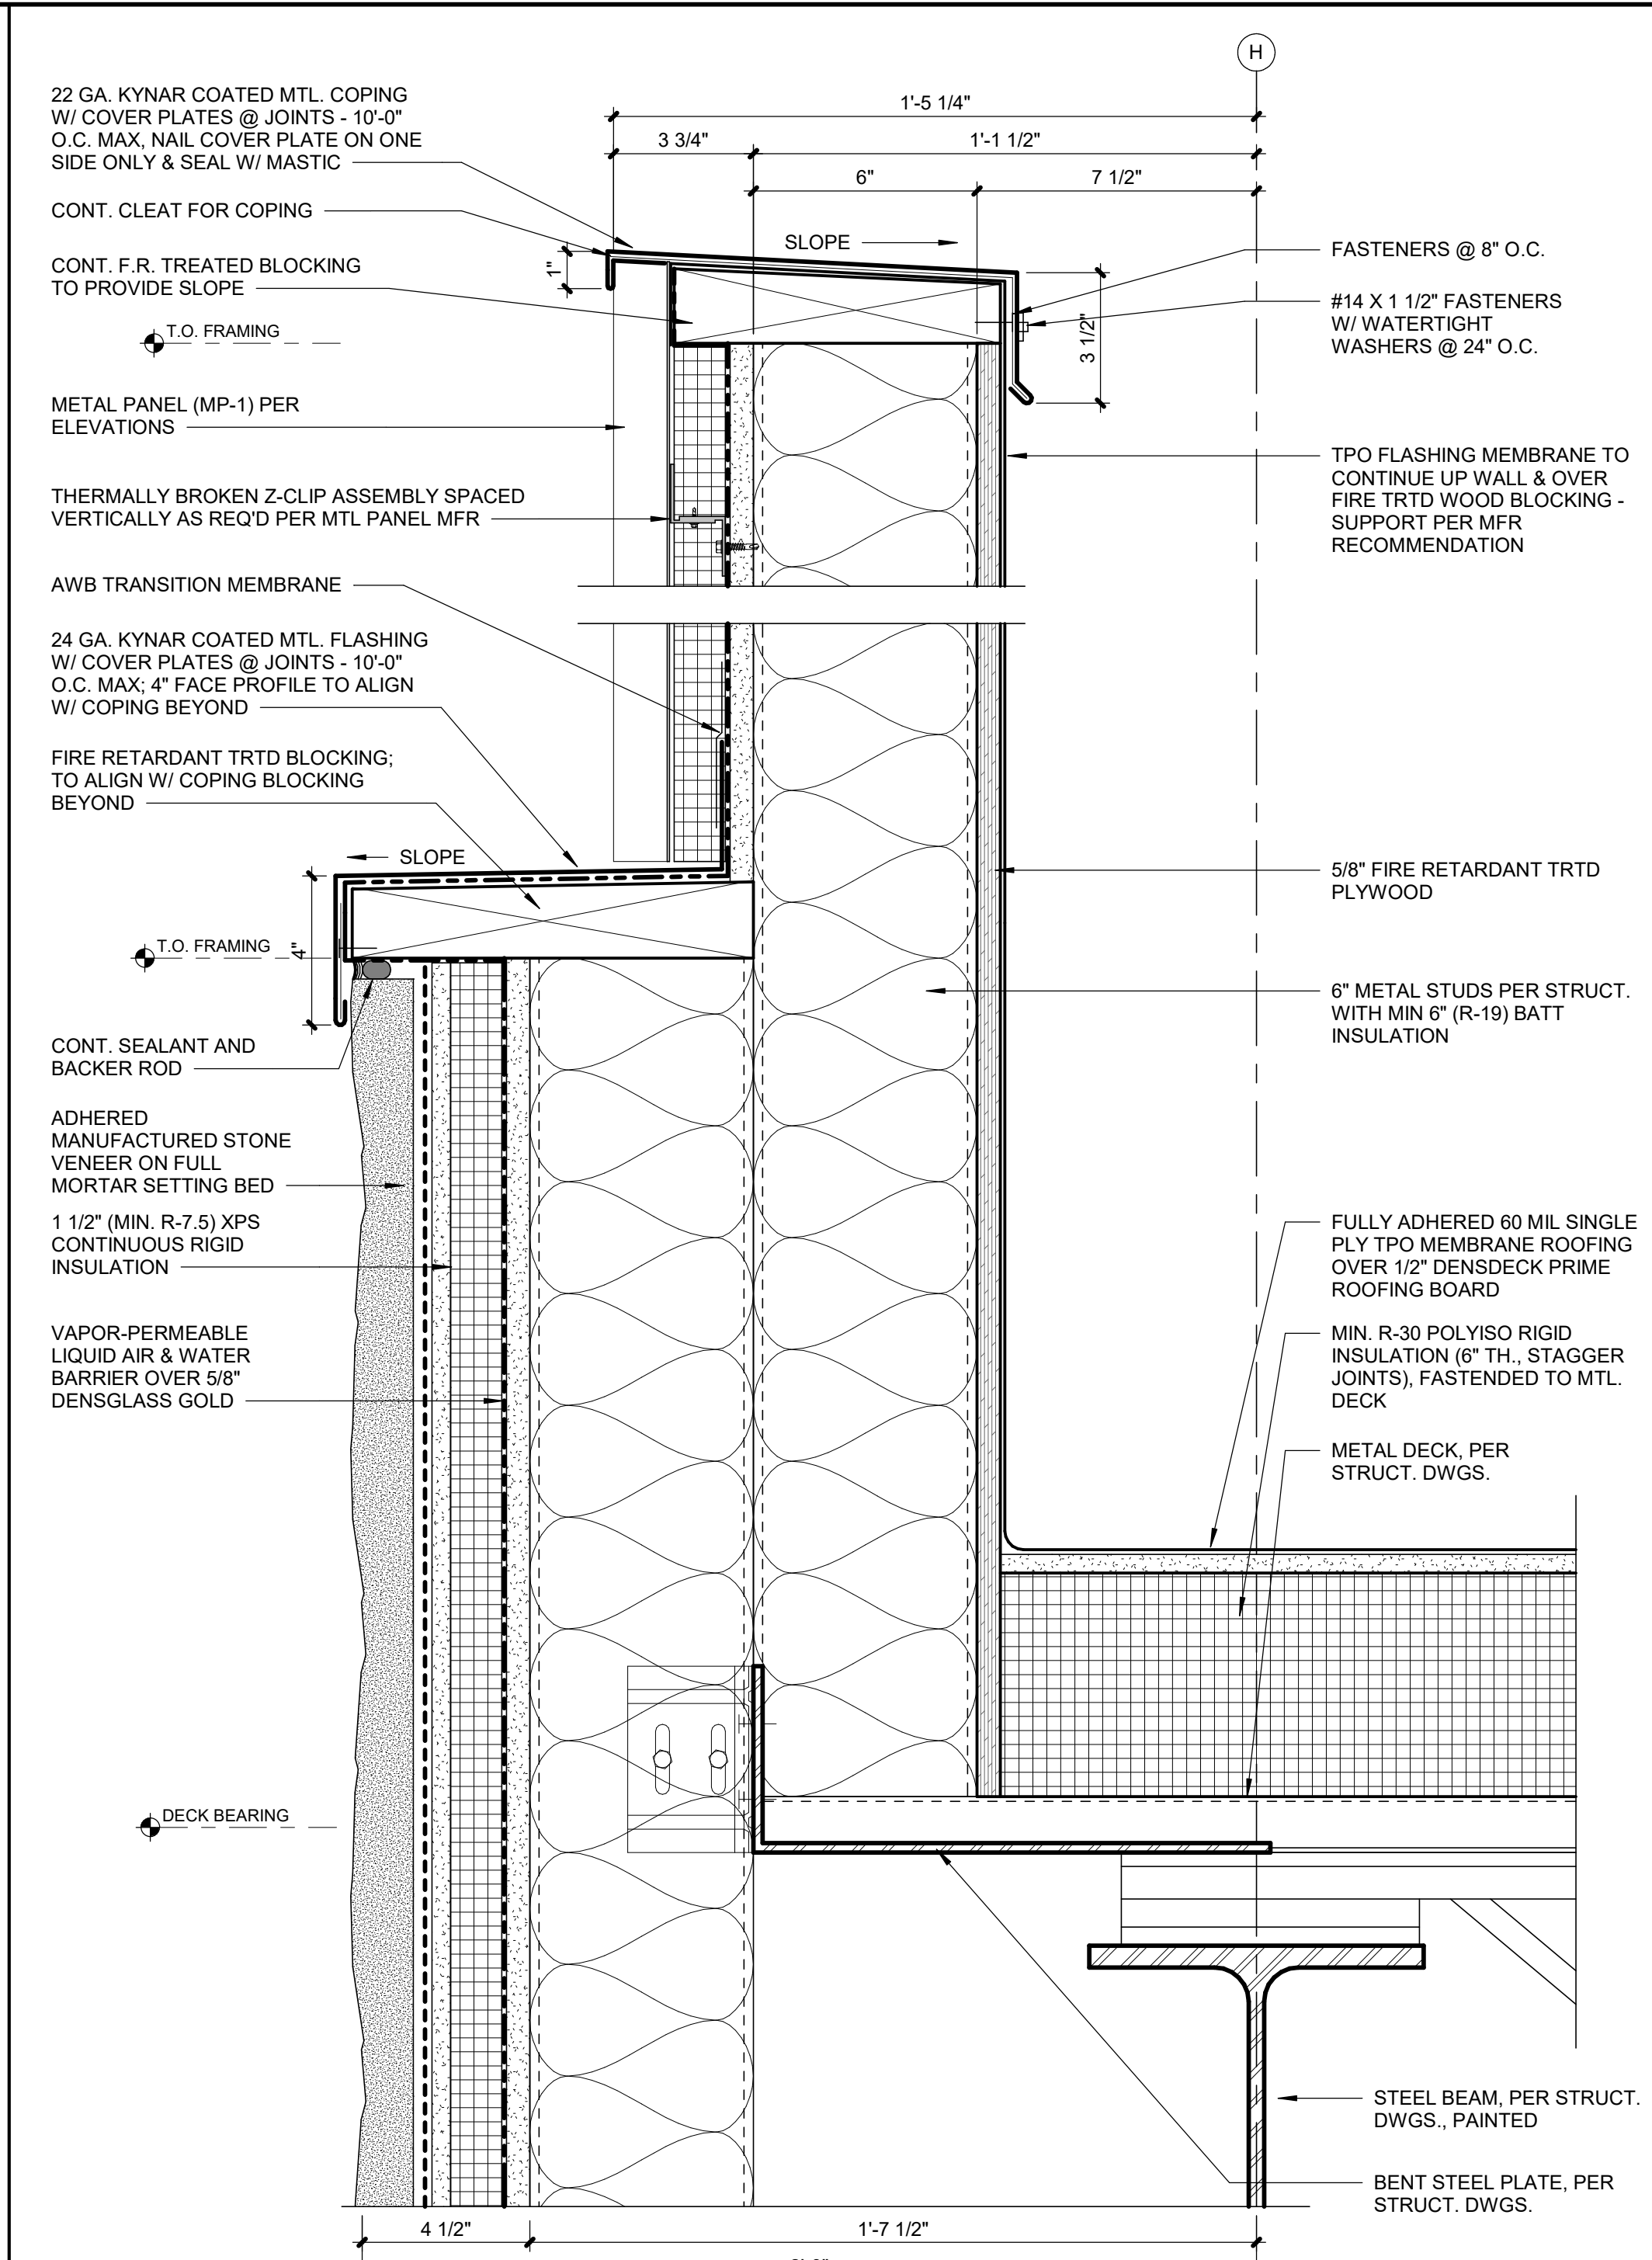 H
1'-5 1/4"
3 3/4"
1'-1 1/2"
6"
7 1/2"
22 GA. KYNAR COATED MTL. COPING
W/ COVER PLATES @ JOINTS - 10'-0"
O.C. MAX, NAIL COVER PLATE ON ONE
SIDE ONLY & SEAL W/ MASTIC
CONT. CLEAT FOR COPING
CONT. F.R. TREATED BLOCKING
TO PROVIDE SLOPE
T.O. FRAMING
METAL PANEL (MP-1) PER
ELEVATIONS
THERMALLY BROKEN Z-CLIP ASSEMBLY SPACED
VERTICALLY AS REQ'D PER MTL PANEL MFR
AWB TRANSITION MEMBRANE
24 GA. KYNAR COATED MTL. FLASHING
W/ COVER PLATES @ JOINTS - 10'-0"
O.C. MAX; 4" FACE PROFILE TO ALIGN
W/ COPING BEYOND
FIRE RETARDANT TRTD BLOCKING;
TO ALIGN W/ COPING BLOCKING
BEYOND
SLOPE
T.O. FRAMING
4"
CONT. SEALANT AND
BACKER ROD
ADHERED
MANUFACTURED STONE
VENEER ON FULL
MORTAR SETTING BED
1 1/2" (MIN. R-7.5) XPS
CONTINUOUS RIGID
INSULATION
VAPOR-PERMEABLE
LIQUID AIR & WATER
BARRIER OVER 5/8"
DENSGLASS GOLD
DECK BEARING
SLOPE
1"
3 1/2"
FASTENERS @ 8" O.C.
#14 X 1 1/2" FASTENERS
W/ WATERTIGHT
WASHERS @ 24" O.C.
TPO FLASHING MEMBRANE TO
CONTINUE UP WALL & OVER
FIRE TRTD WOOD BLOCKING -
SUPPORT PER MFR
RECOMMENDATION
5/8" FIRE RETARDANT TRTD
PLYWOOD
6" METAL STUDS PER STRUCT.
WITH MIN 6" (R-19) BATT
INSULATION
FULLY ADHERED 60 MIL SINGLE
PLY TPO MEMBRANE ROOFING
OVER 1/2" DENSDECK PRIME
ROOFING BOARD
MIN. R-30 POLYISO RIGID
INSULATION (6" TH., STAGGER
JOINTS), FASTENDED TO MTL.
DECK
METAL DECK, PER
STRUCT. DWGS.
STEEL BEAM, PER STRUCT.
DWGS., PAINTED
BENT STEEL PLATE, PER
STRUCT. DWGS.
4 1/2"
1'-7 1/2"